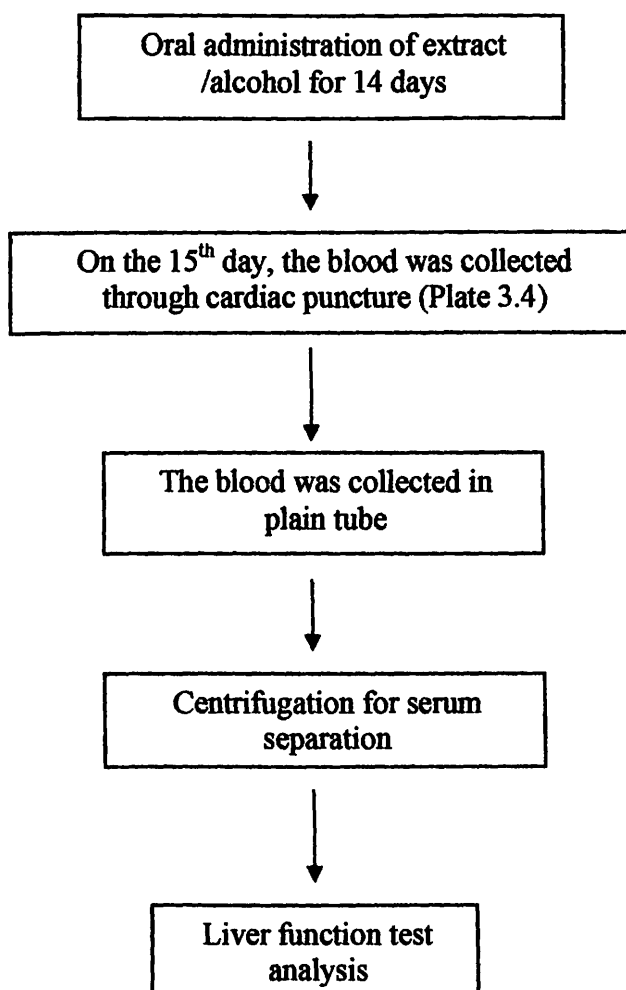 Oral administration of extract
/alcohol for 14 days
On the 15th day, the blood was collected
through cardiac puncture (Plate 3.4)
The blood was collected in
plain tube
Centrifugation for serum
separation
Liver function test
analysis